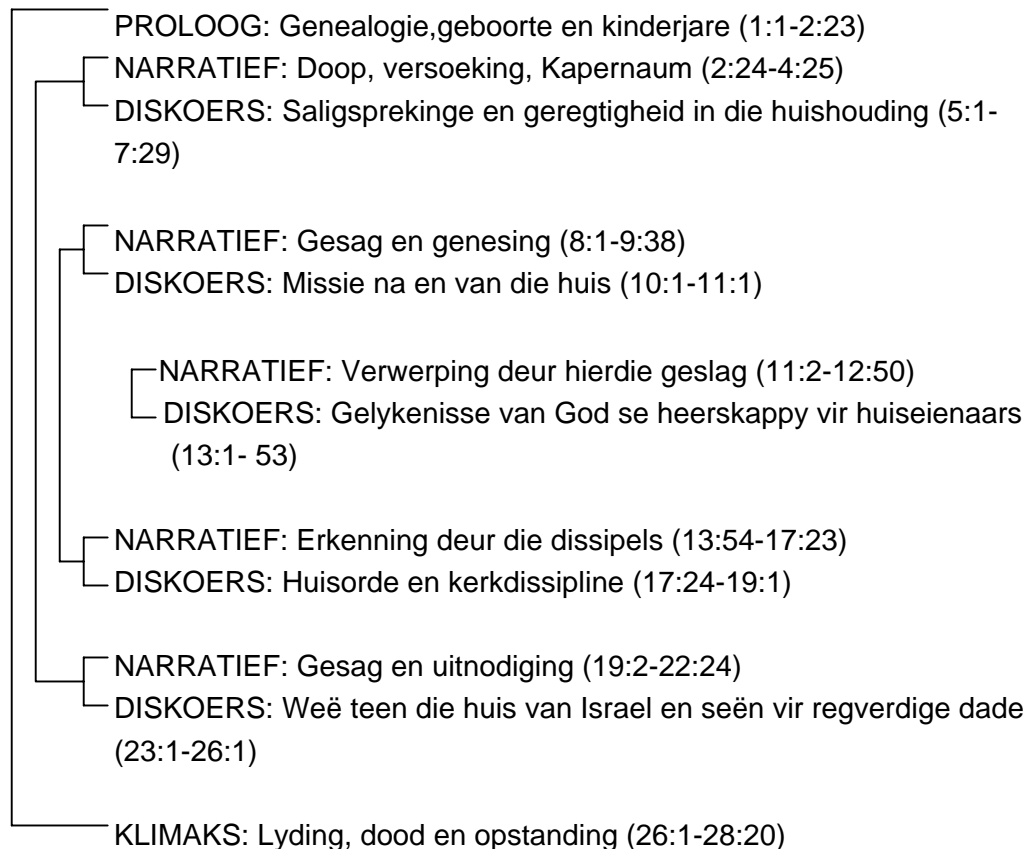 PROLOOG: Genealogie,geboorte en kinderjare (1:1-2:23)
NARRATIEF: Doop, versoeking, Kapernaum (2:24-4:25)
DISKOERS: Saligsprekinge en geregtigheid in die huishouding (5:1-
7:29)
NARRATIEF: Gesag en genesing (8:1-9:38)
DISKOERS: Missie na en van die huis (10:1-11:1)
NARRATIEF: Verwerping deur hierdie geslag (11:2-12:50)
DISKOERS: Gelykenisse van God se heerskappy vir huiseienaars
(13:1- 53)
NARRATIEF: Erkenning deur die dissipels (13:54-17:23)
DISKOERS: Huisorde en kerkdissipline (17:24-19:1)
NARRATIEF: Gesag en uitnodiging (19:2-22:24)
DISKOERS: Weë teen die huis van Israel en seën vir regverdige dade
(23:1-26:1)
KLIMAKS: Lyding, dood en opstanding (26:1-28:20)